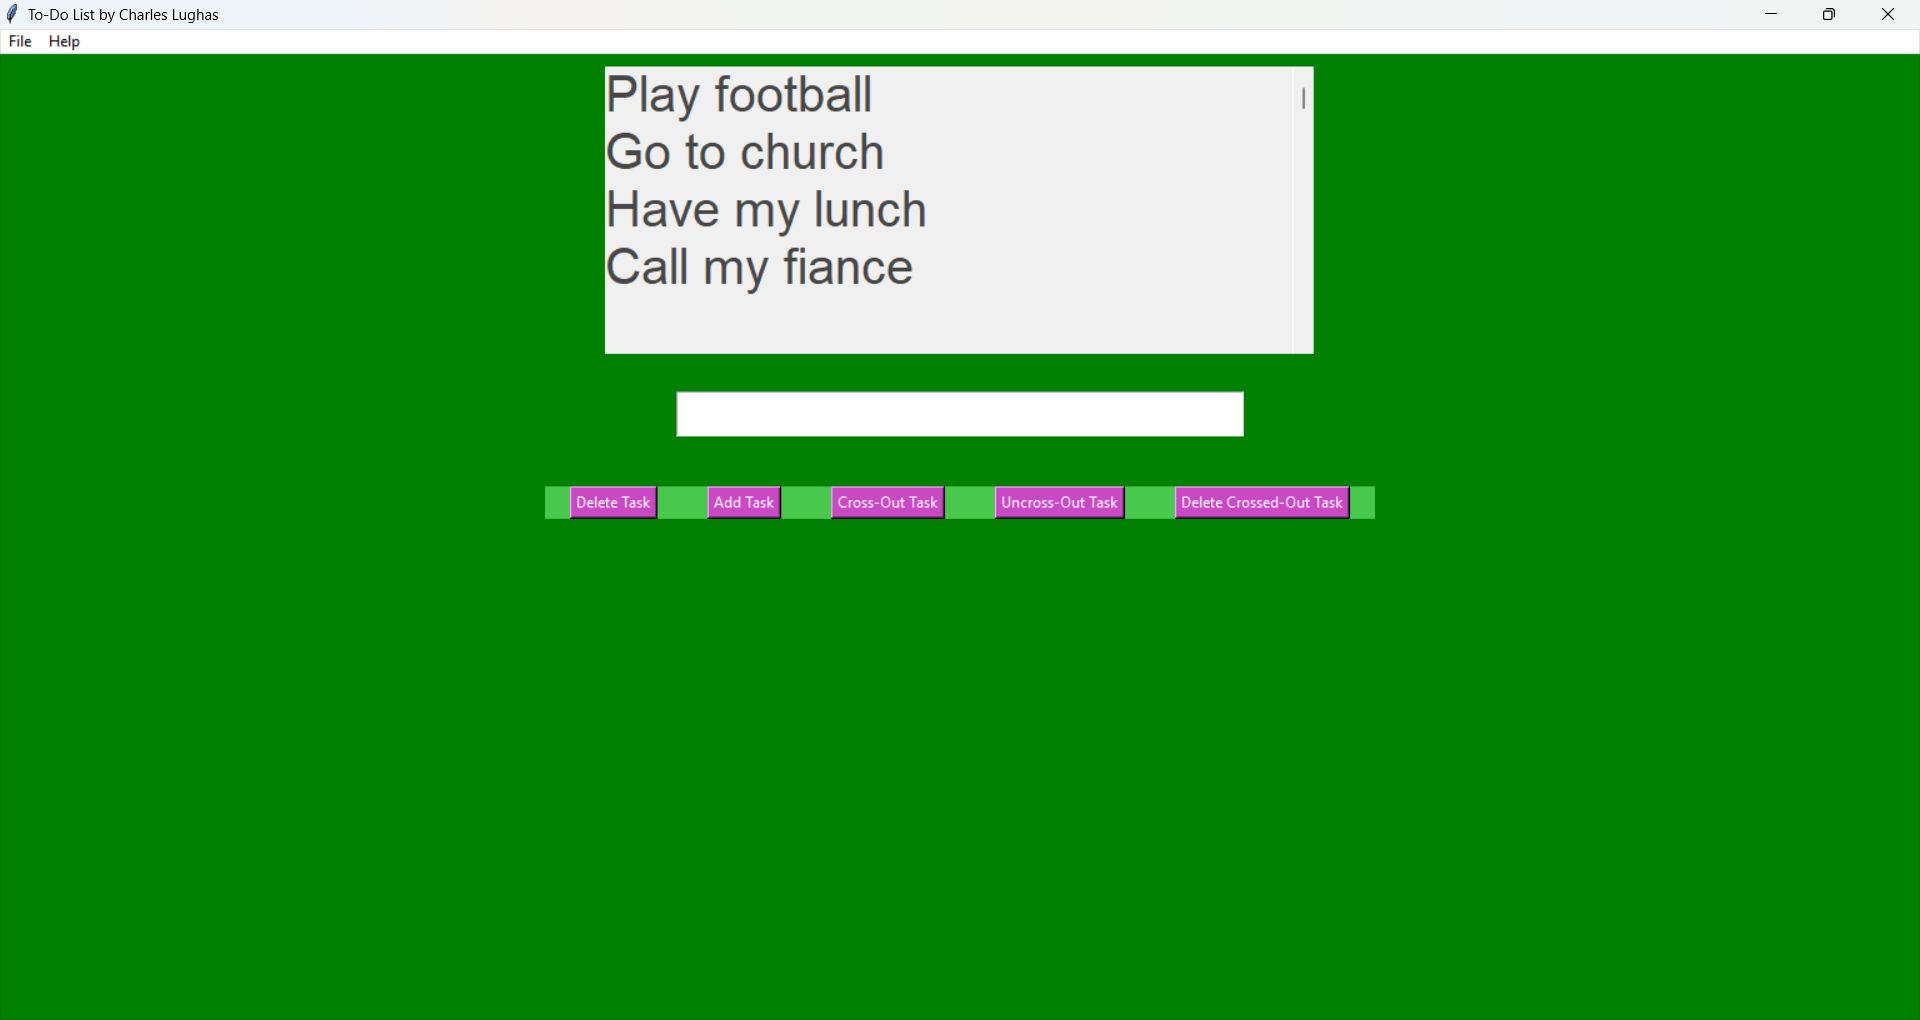 To-Do List by Charles Lughas
File Help
Play football
Go to church
Have my lunch
Call my fiance
Delete Task Add Task Cross-Out Task Uncross-Out Task Delete Crossed-Out Task